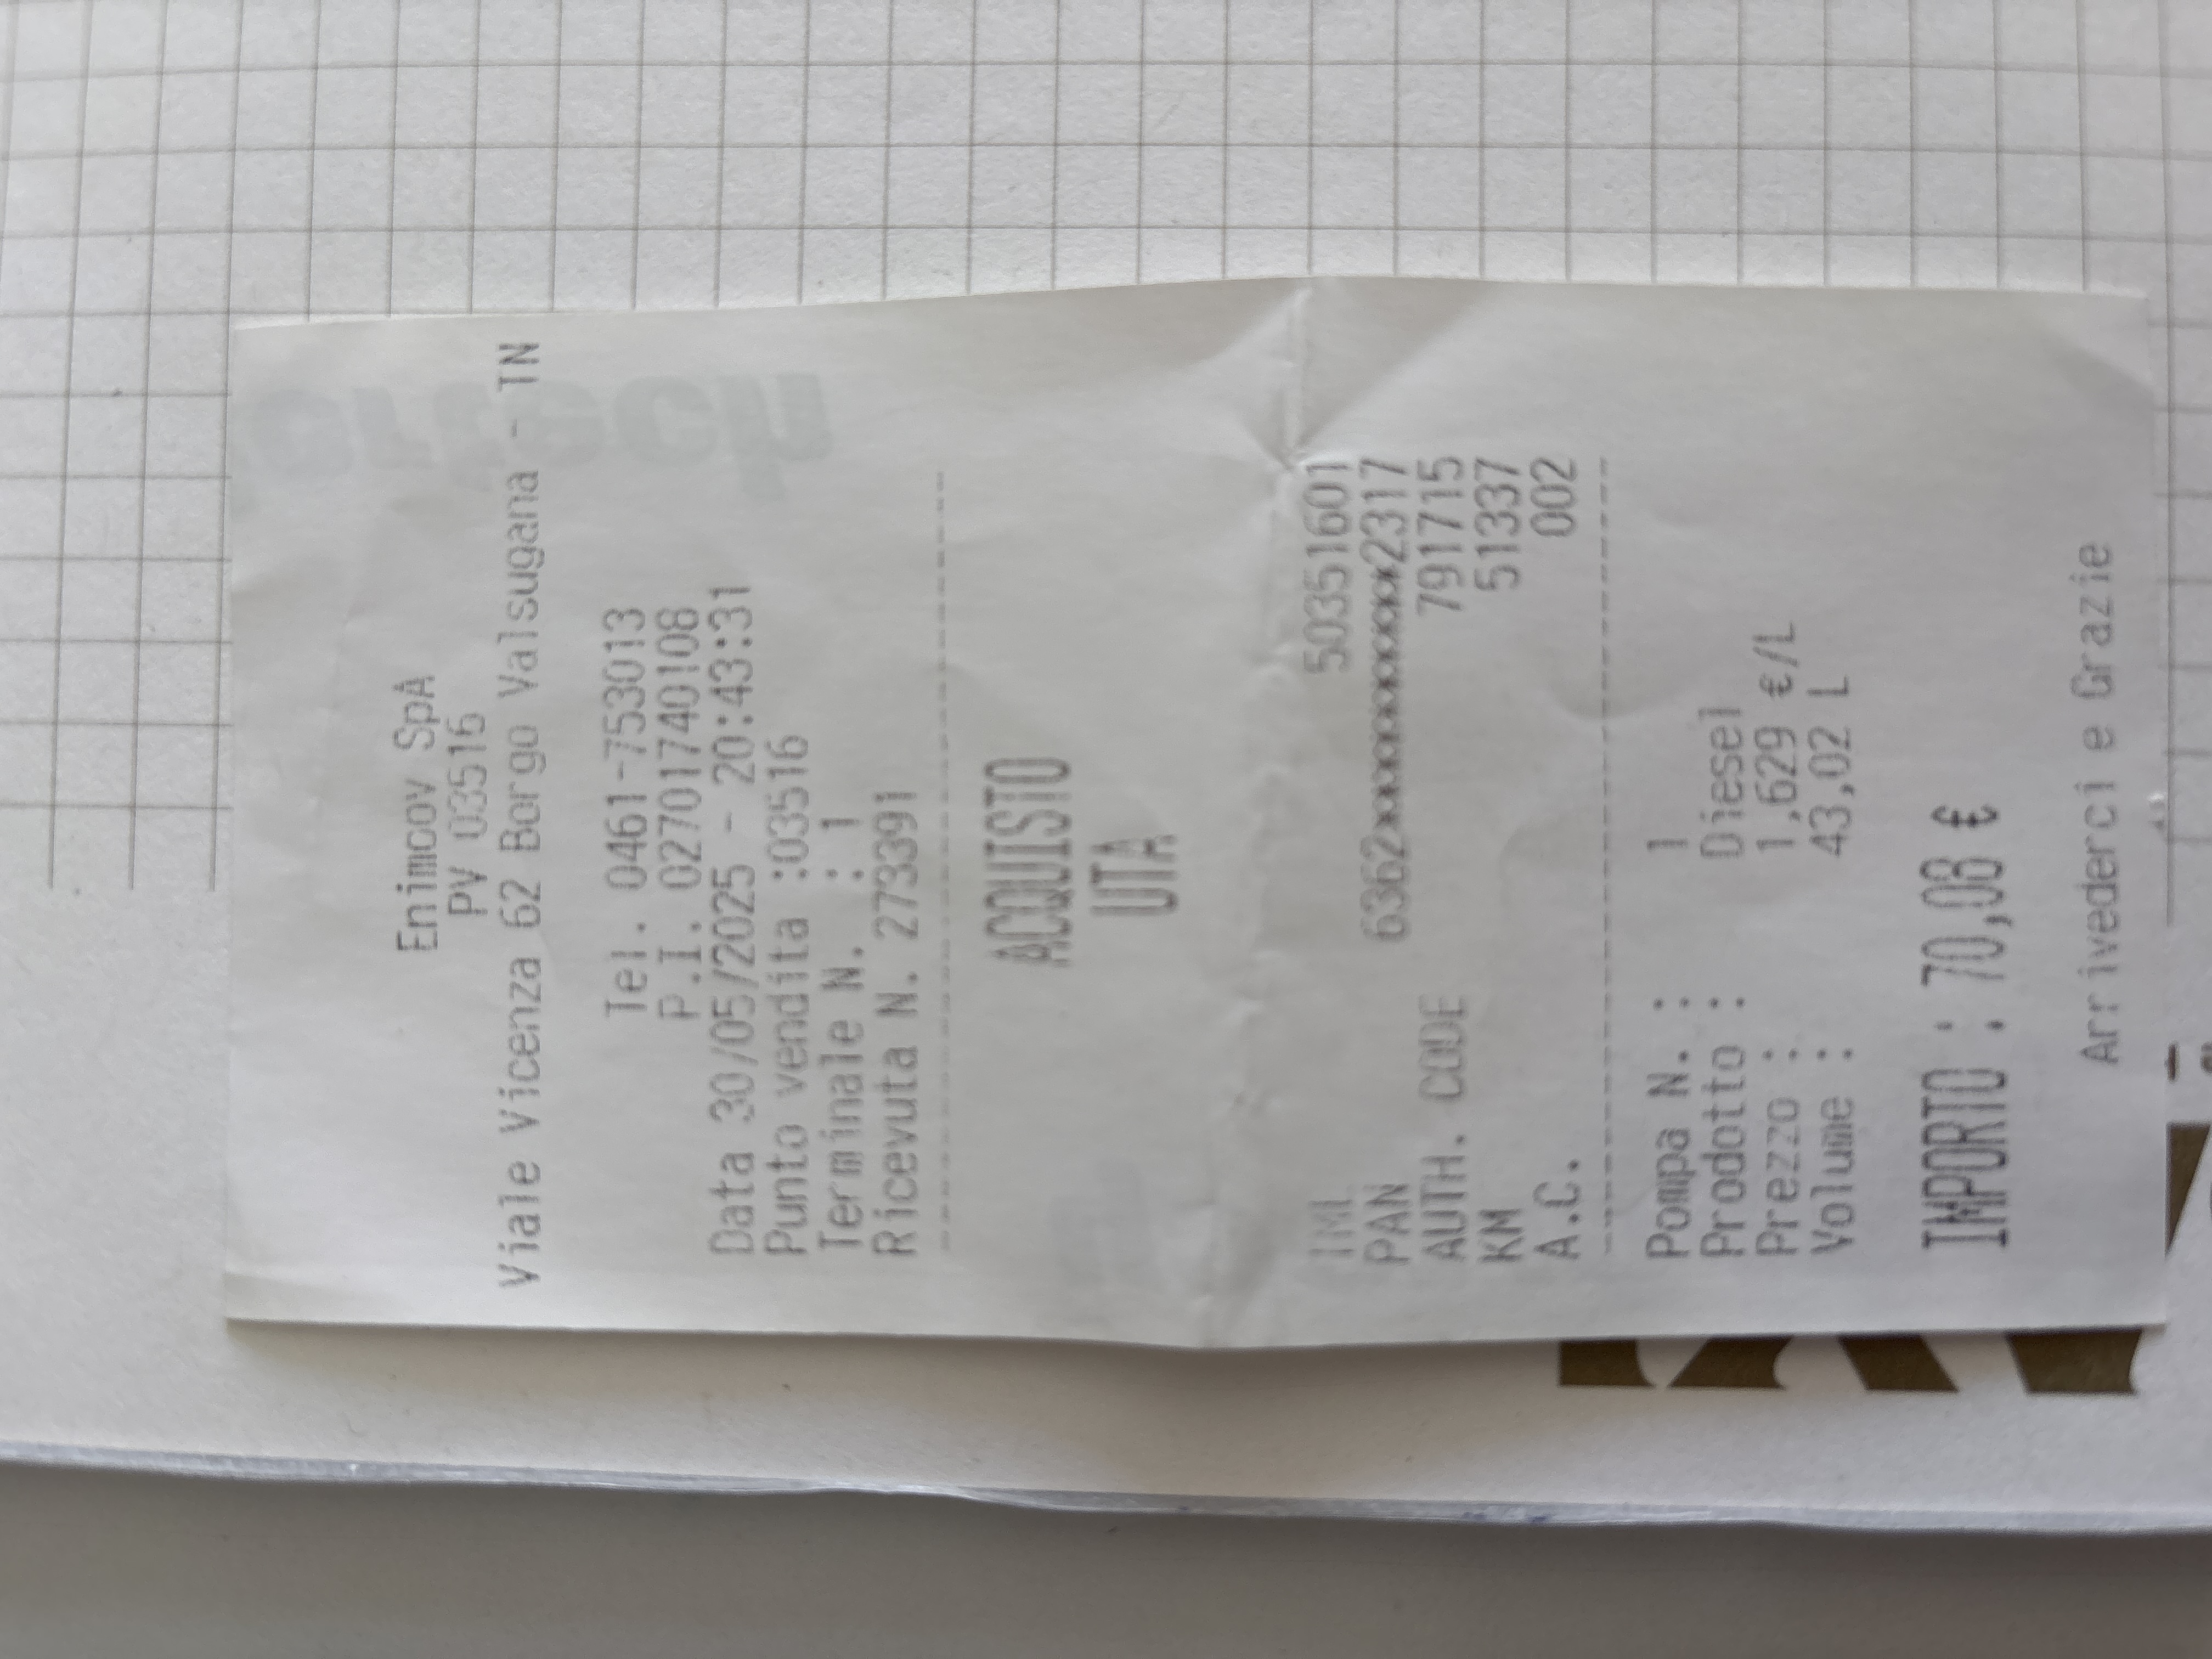 Enimoov SpA
PV 03516
Viale Vicenza 62 Borgo Valsugana - TN
Tel. 0461-753013
P.I. 02701740108
Data 30/05/2025 - 20:43:31
Punto vendita :03516
Terminale N. : 1
Ricevuta N. 273391
--------------------------------
ACQUISTO
UTA
TML 50351601
PAN 6362xxxxxxxxxxx2317
AUTH. CODE 791715
KM 51337
A.C. 002
--------------------------------
Pompa N. : 1
Prodotto : Diesel
Prezzo : 1,629 €/L
Volume : 43,02 L
IMPORTO : 70,08 €
Arrivederci e Grazie